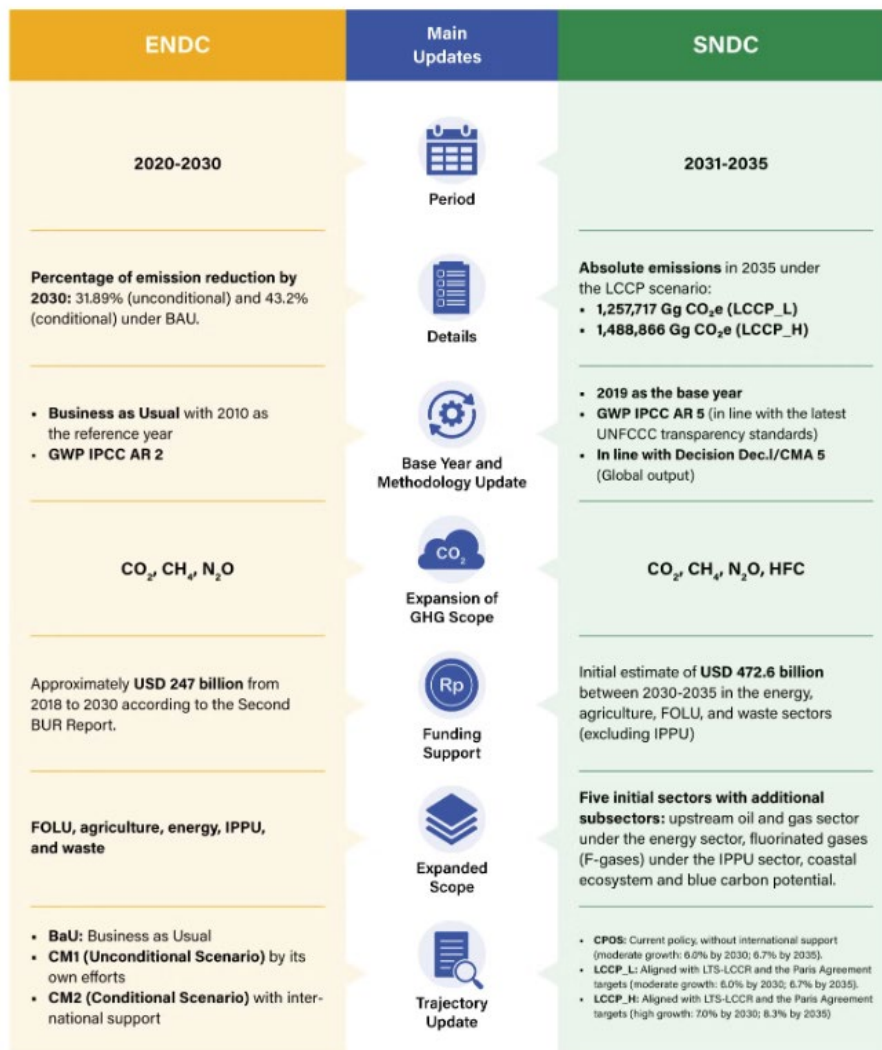 ENDC
Main
Updates
SNDC
2020-2030
Period
2031-2035
Percentage of emission reduction by
2030: 31.89% (unconditional) and 43.2%
(conditional) under BAU.
Details
Absolute emissions in 2035 under
the LCCP scenario:
• 1,257,717 Gg CO₂e (LCCP_L)
• 1,488,866 Gg CO₂e (LCCP_H)
• Business as Usual with 2010 as
the reference year
• GWP IPCC AR 2
Base Year and
Methodology Update
• 2019 as the base year
• GWP IPCC AR 5 (in line with the latest
UNFCCC transparency standards)
• In line with Decision Dec.I/CMA 5
(Global output)
CO₂, CH₄, N₂O
CO₂
Expansion of
GHG Scope
CO₂, CH₄, N₂O, HFC
Approximately USD 247 billion from
2018 to 2030 according to the Second
BUR Report.
Rp
Funding
Support
Initial estimate of USD 472.6 billion
between 2030-2035 in the energy,
agriculture, FOLU, and waste sectors
(excluding IPPU)
FOLU, agriculture, energy, IPPU,
and waste
Expanded
Scope
Five initial sectors with additional
subsectors: upstream oil and gas sector
under the energy sector, fluorinated gases
(F-gases) under the IPPU sector, coastal
ecosystem and blue carbon potential.
• BaU: Business as Usual
• CM1 (Unconditional Scenario) by its
own efforts
• CM2 (Conditional Scenario) with inter-
national support
Trajectory
Update
• CPOS: Current policy, without international support
(moderate growth: 6.0% by 2030; 6.7% by 2035).
• LCCP_L: Aligned with LTS-LCCR and the Paris Agreement
targets (moderate growth: 6.0% by 2030; 6.7% by 2035).
• LCCP_H: Aligned with LTS-LCCR and the Paris Agreement
targets (high growth: 7.0% by 2030; 8.3% by 2035)